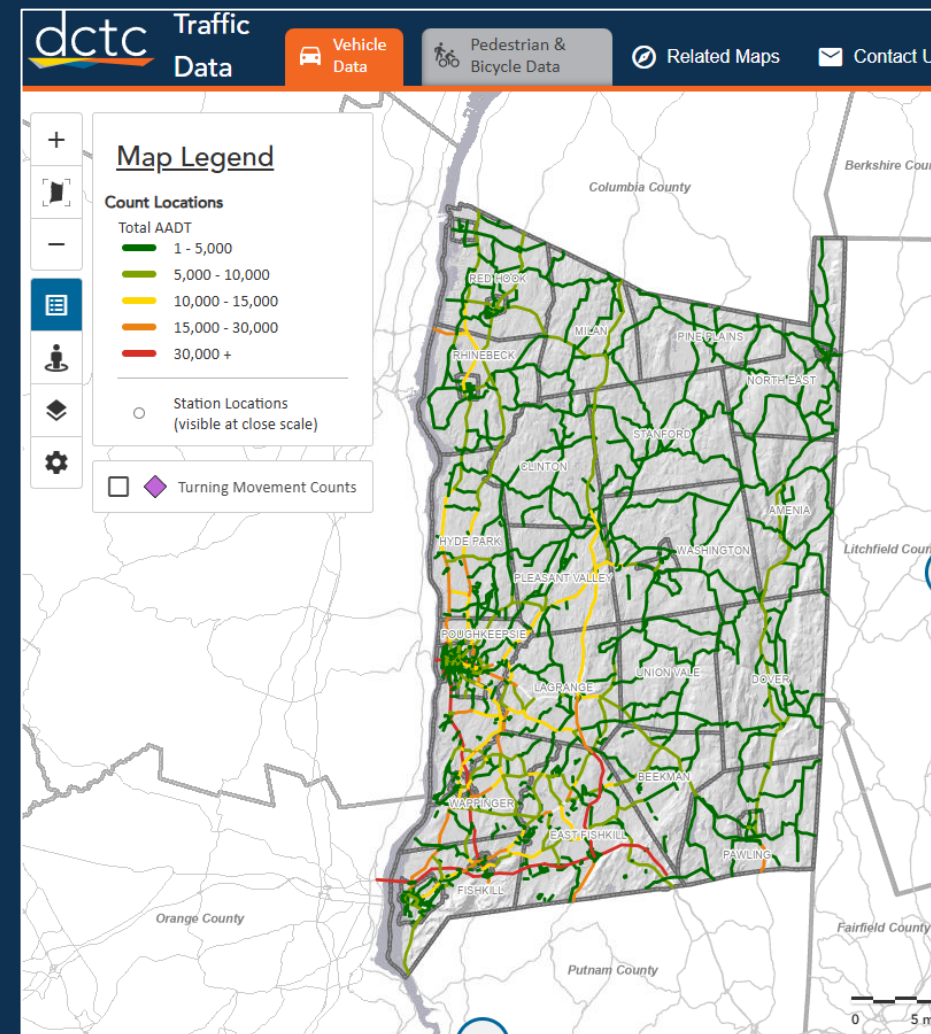 dctc
Traffic
Data
Vehicle
Data
Pedestrian &
Bicycle Data
Related Maps
Contact U
Map Legend
Count Locations
Total AADT
1 - 5,000
5,000 - 10,000
10,000 - 15,000
15,000 - 30,000
30,000 +
Station Locations
(visible at close scale)
Turning Movement Counts
Columbia County
Berkshire Coun
RED HOOK
MILAN
PINE PLAINS
RHINEBECK
NORTH EAST
STANFORD
CLINTON
AMENIA
HYDE PARK
WASHINGTON
Litchfield Coun
PLEASANT VALLEY
POUGHKEEPSIE
UNION VALE
DOVER
LAGRANGE
BEEKMAN
WAPPINGER
EAST FISHKILL
PAWLING
FISHKILL
Orange County
Fairfield County
Putnam County
0 5 m